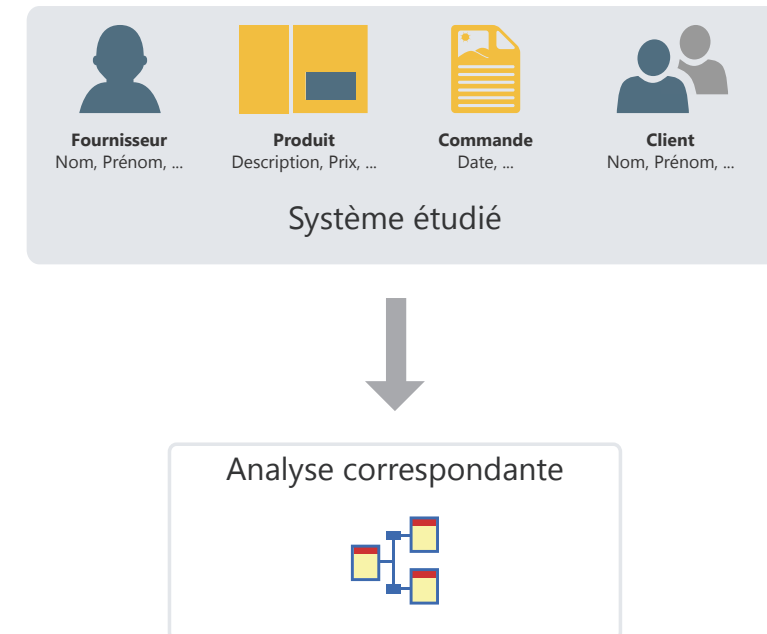 Fournisseur
Nom, Prénom, ...
Produit
Description, Prix, ...
Commande
Date, ...
Client
Nom, Prénom, ...
Système étudié
Analyse correspondante